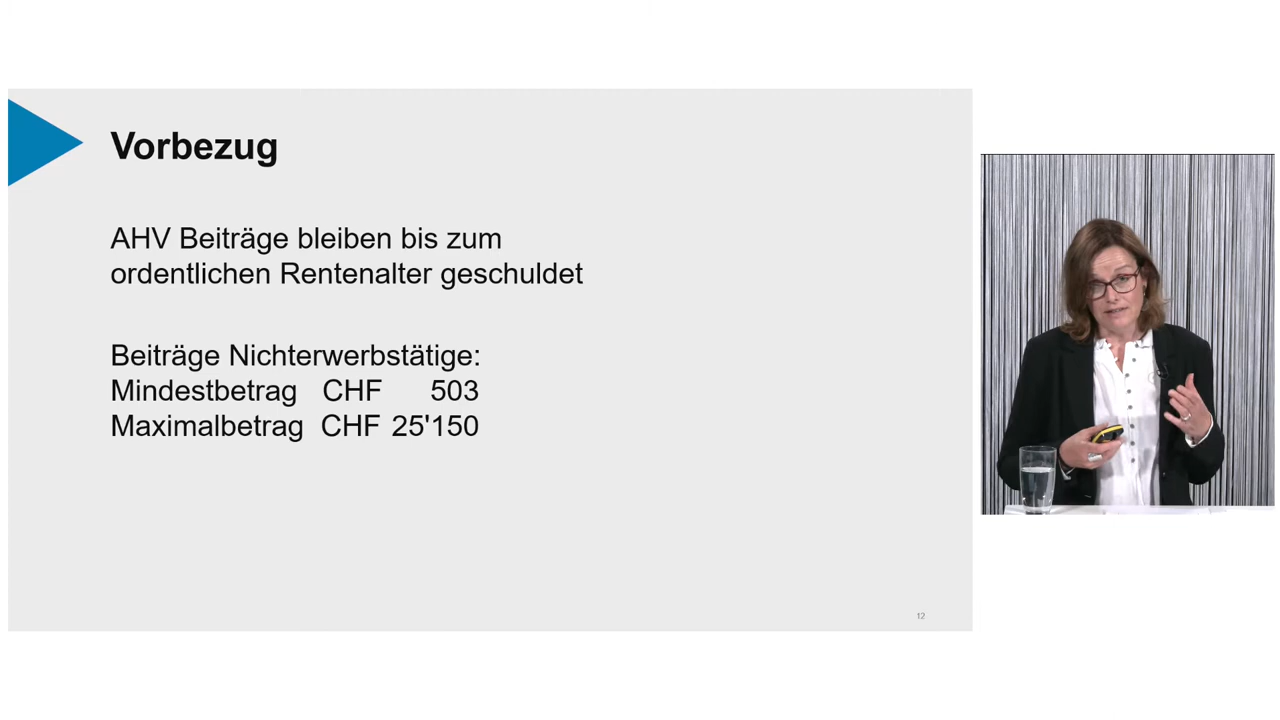 Vorbezug
AHV Beiträge bleiben bis zum
ordentlichen Rentenalter geschuldet
Beiträge Nichterwerbstätige:
Mindestbetrag CHF 503
Maximalbetrag CHF 25'150
12